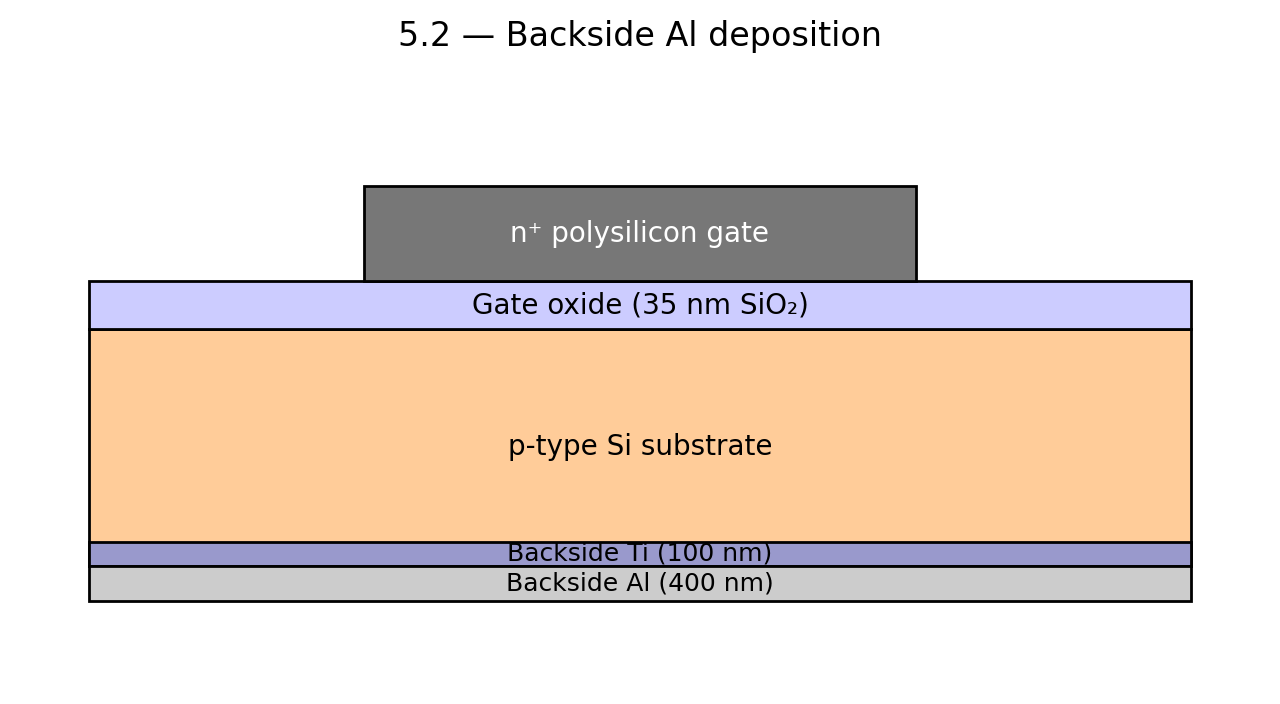 5.2 — Backside Al deposition
n⁺ polysilicon gate
Gate oxide (35 nm SiO₂)
p-type Si substrate
Backside Ti (100 nm)
Backside Al (400 nm)